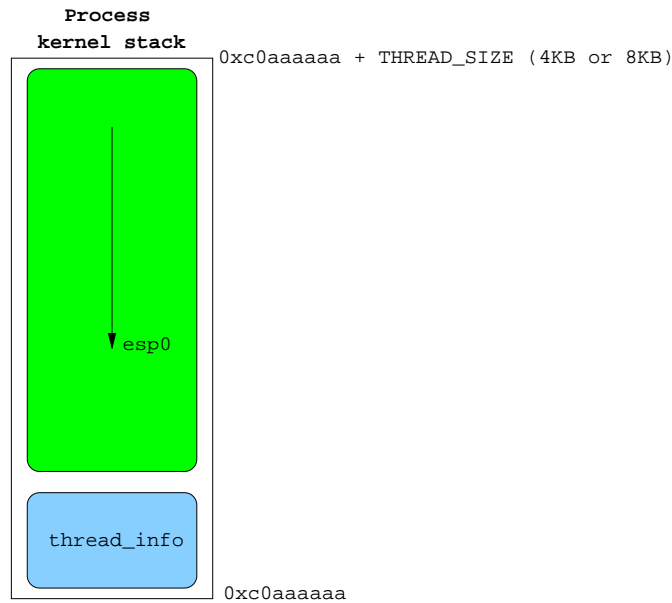 Process
kernel stack
0xc0aaaaaa + THREAD_SIZE (4KB or 8KB)
esp0
thread_info
0xc0aaaaaa